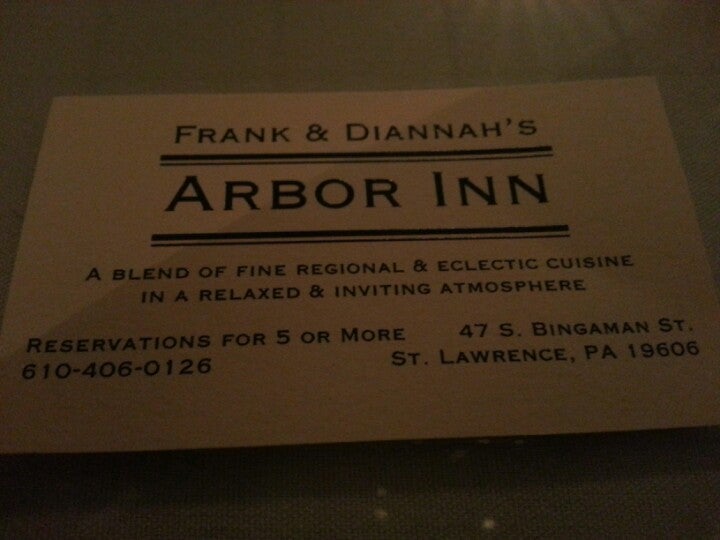 FRANK & DIANNAH'S
ARBOR INN
A BLEND OF FINE REGIONAL & ECLECTIC CUISINE
IN A RELAXED & INVITING ATMOSPHERE
RESERVATIONS FOR 5 OR MORE
610-406-0126
47 S. BINGAMAN ST.
ST. LAWRENCE, PA 19606